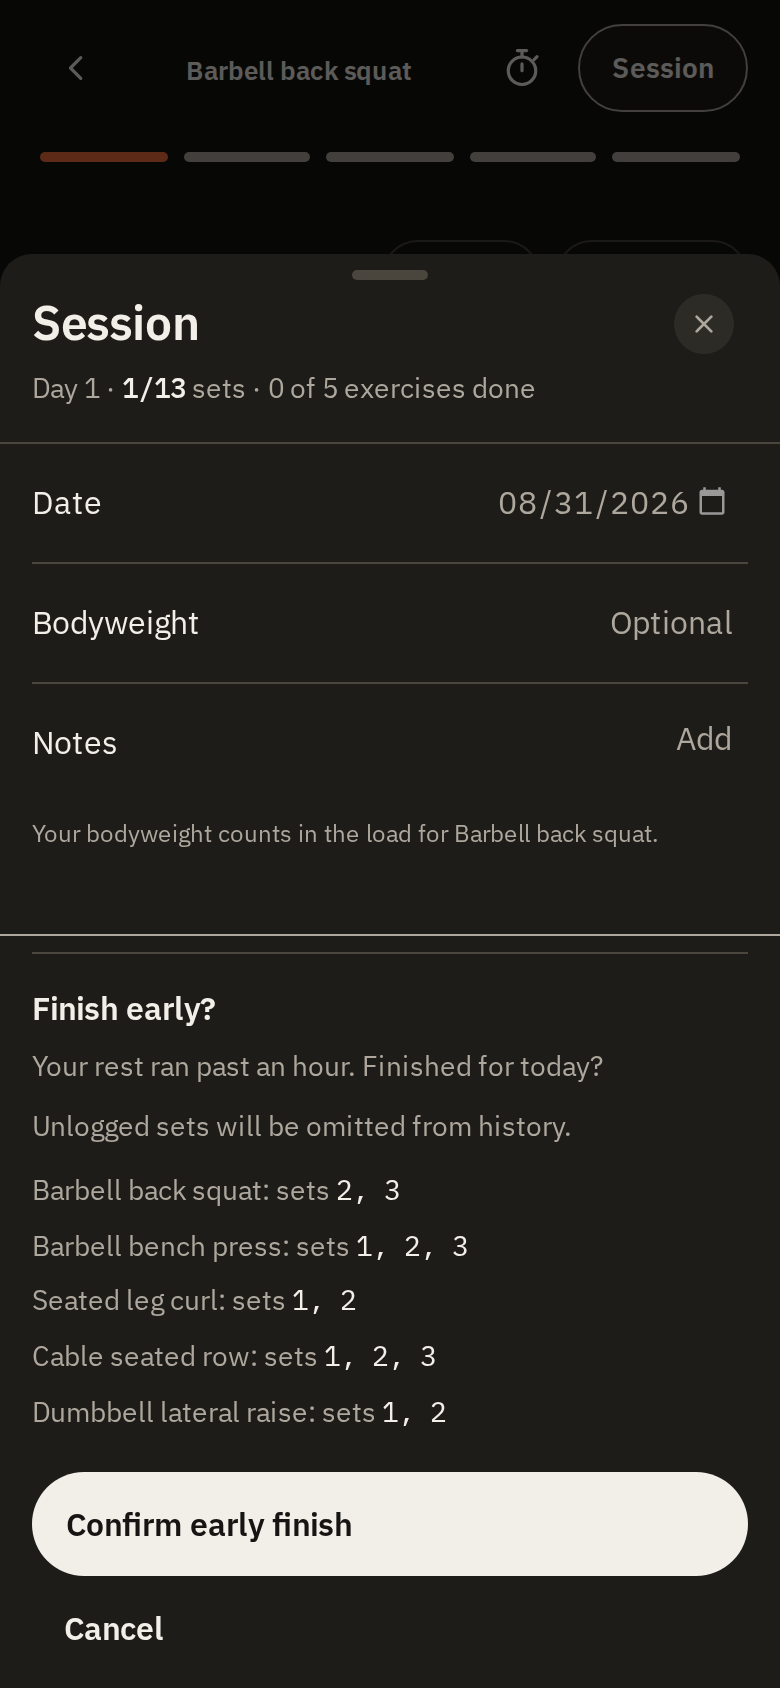 Barbell back squat
Session
Session
Day 1 · 1/13 sets · 0 of 5 exercises done
Date
08/31/2026
Bodyweight
Optional
Notes
Add
Your bodyweight counts in the load for Barbell back squat.
Finish early?
Your rest ran past an hour. Finished for today?
Unlogged sets will be omitted from history.
Barbell back squat: sets 2, 3
Barbell bench press: sets 1, 2, 3
Seated leg curl: sets 1, 2
Cable seated row: sets 1, 2, 3
Dumbbell lateral raise: sets 1, 2
Confirm early finish
Cancel